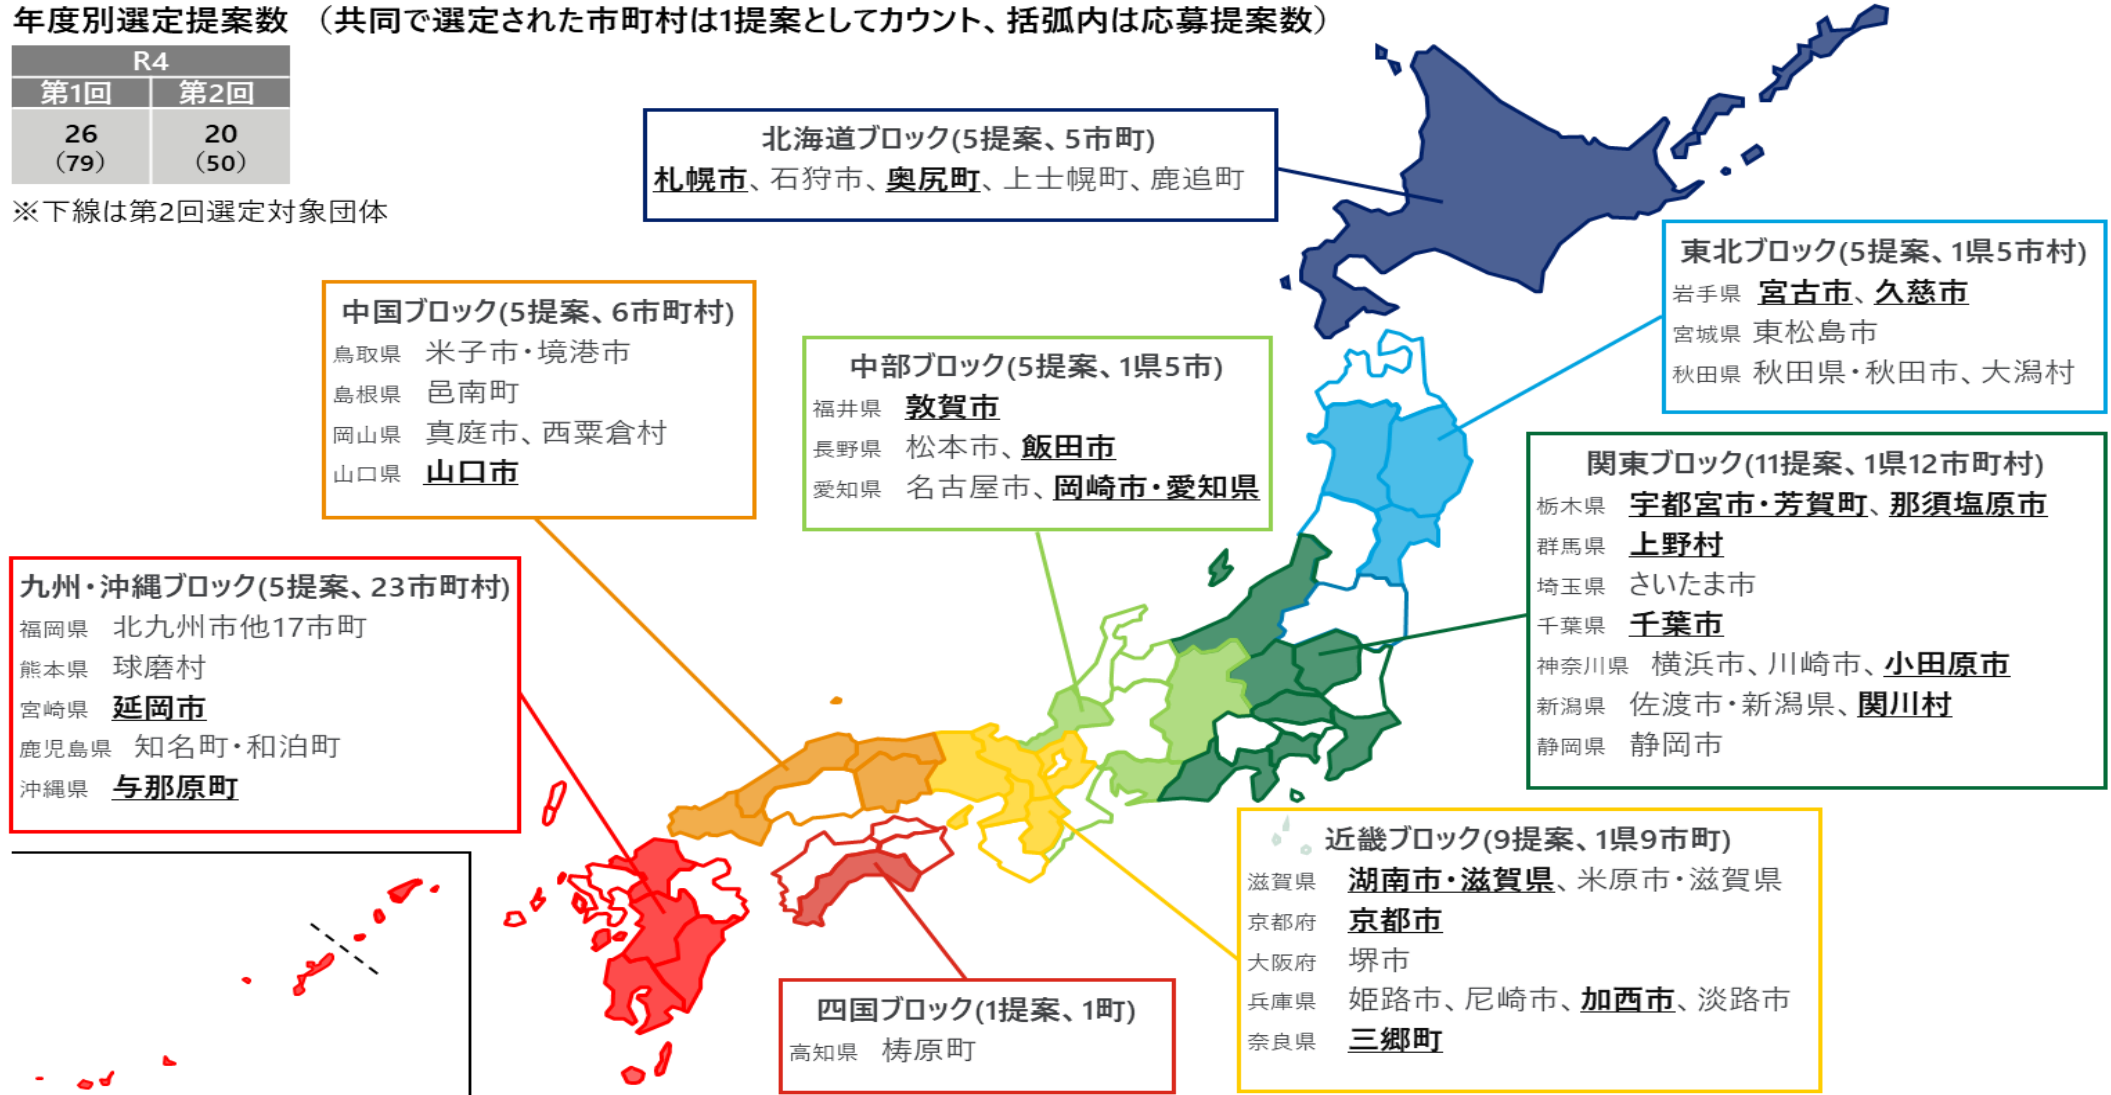 年度別選定提案数 (共同で選定された市町村は1提案としてカウント、括弧内は応募提案数)
R4
第1回 第2回
26 20
(79) (50)
※下線は第2回選定対象団体
北海道ブロック(5提案、5市町)
札幌市、石狩市、奥尻町、上士幌町、鹿追町
東北ブロック(5提案、1県5市村)
岩手県 宮古市、久慈市
宮城県 東松島市
秋田県 秋田県・秋田市、大潟村
中国ブロック(5提案、6市町村)
鳥取県 米子市・境港市
島根県 邑南町
岡山県 真庭市、西粟倉村
山口県 山口市
中部ブロック(5提案、1県5市)
福井県 敦賀市
長野県 松本市、飯田市
愛知県 名古屋市、岡崎市・愛知県
関東ブロック(11提案、1県12市町村)
栃木県 宇都宮市・芳賀町、那須塩原市
群馬県 上野村
埼玉県 さいたま市
千葉県 千葉市
神奈川県 横浜市、川崎市、小田原市
新潟県 佐渡市・新潟県、関川村
静岡県 静岡市
九州・沖縄ブロック(5提案、23市町村)
福岡県 北九州市他17市町
熊本県 球磨村
宮崎県 延岡市
鹿児島県 知名町・和泊町
沖縄県 与那原町
近畿ブロック(9提案、1県9市町)
滋賀県 湖南市・滋賀県、米原市・滋賀県
京都府 京都市
大阪府 堺市
兵庫県 姫路市、尼崎市、加西市、淡路市
奈良県 三郷町
四国ブロック(1提案、1町)
高知県 梼原町